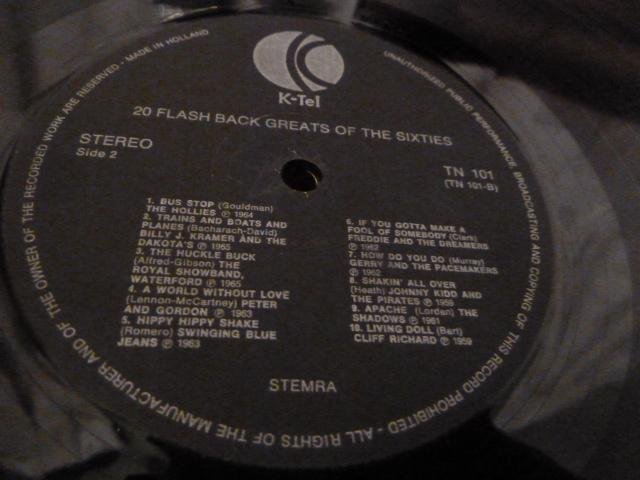 K-Tel
20 FLASH BACK GREATS OF THE SIXTIES
STEREO
Side 2
TN 101
(TN 101-B)
1. BUS STOP (Gouldman)
THE HOLLIES ℗ 1964
2. TRAINS AND BOATS AND
PLANES (Bacharach-David)
BILLY J. KRAMER AND THE
DAKOTA'S ℗ 1965
3. THE HUCKLE BUCK
(Alfred-Gibson) THE
ROYAL SHOWBAND,
WATERFORD ℗ 1965
4. A WORLD WITHOUT LOVE
(Lennon-McCartney) PETER
AND GORDON ℗ 1963
5. HIPPY HIPPY SHAKE
(Romero) SWINGING BLUE
JEANS ℗ 1963
6. IF YOU GOTTA MAKE A
FOOL OF SOMEBODY (Clark)
FREDDIE AND THE DREAMERS
℗ 1962
7. HOW DO YOU DO (Murray)
GERRY AND THE PACEMAKERS
℗ 1962
8. SHAKIN' ALL OVER
(Heath) JOHNNY KIDD AND
THE PIRATES ℗ 1959
9. APACHE (Lordan) THE
SHADOWS ℗ 1961
10. LIVING DOLL (Bart)
CLIFF RICHARD ℗ 1959
STEMRA
UNAUTHORIZED PUBLIC PERFORMANCE, BROADCASTING AND COPYING OF THIS RECORD PROHIBITED - ALL RIGHTS OF THE MANUFACTURER AND OF THE OWNER OF THE RECORDED WORK ARE RESERVED - MADE IN HOLLAND